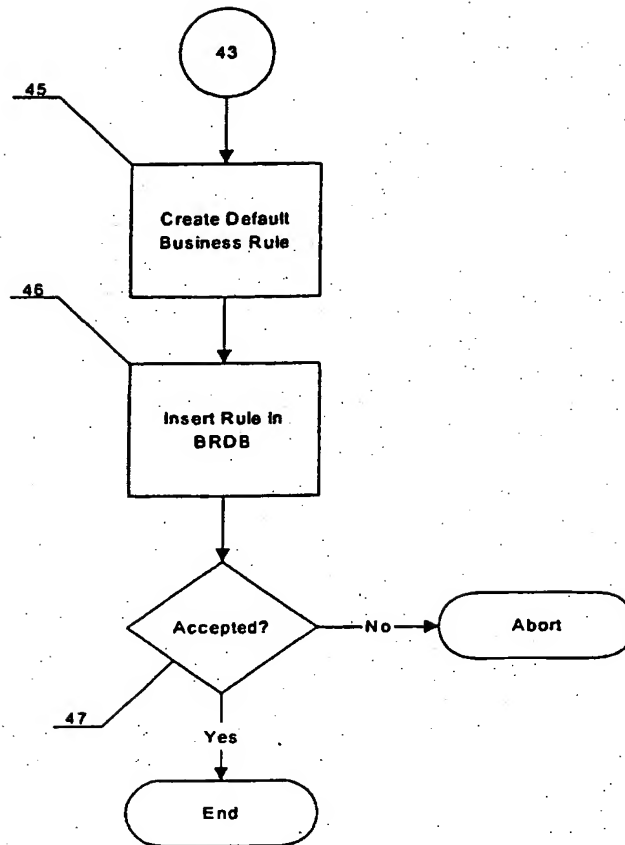 43
45
Create Default
Business Rule
46
Insert Rule in
BRDB
Accepted?
No
Abort
47
Yes
End